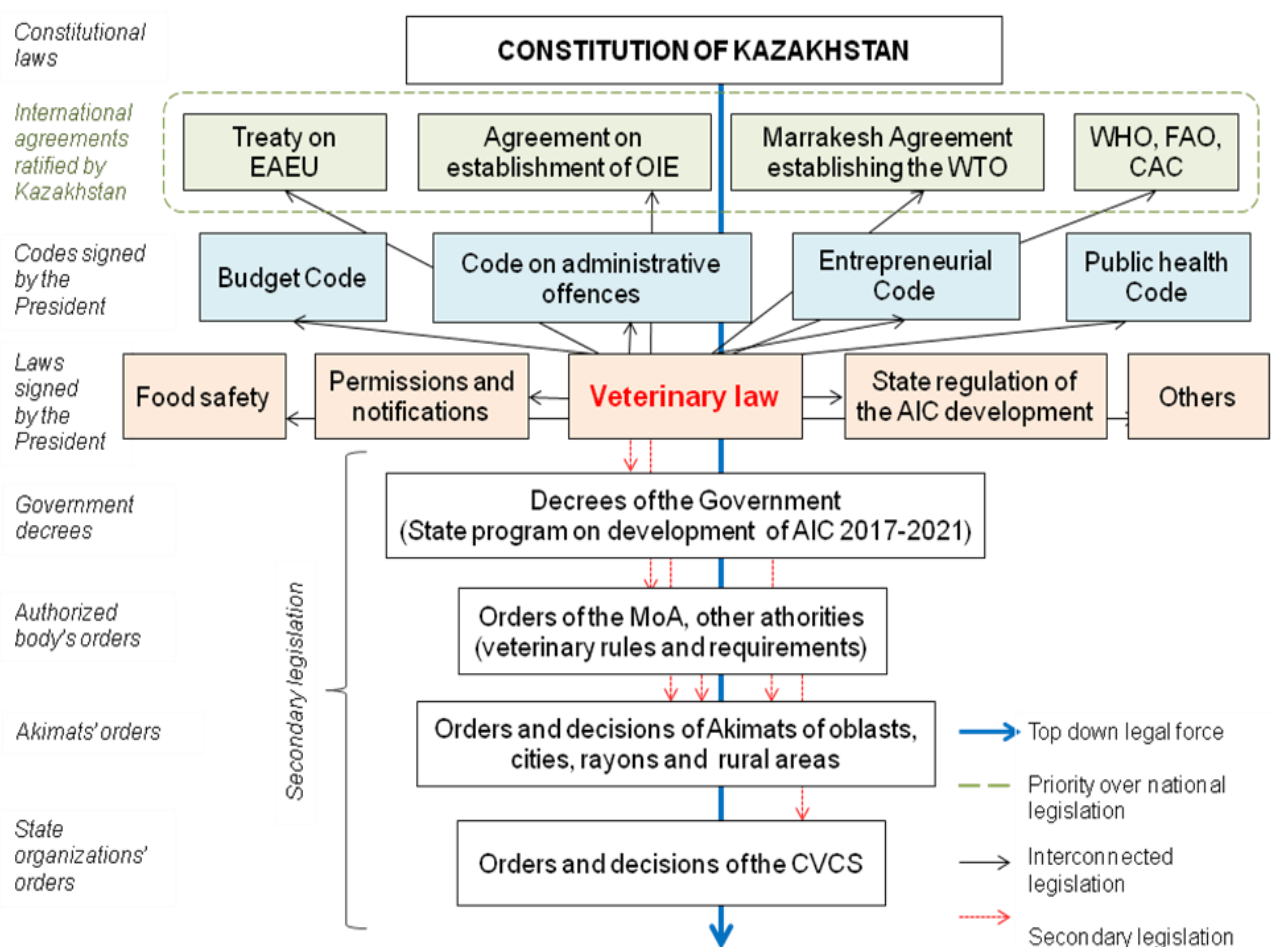 Constitutional
laws
CONSTITUTION OF KAZAKHSTAN
International
agreements
ratified by
Kazakhstan
Treaty on
EAEU
Agreement on
establishment of OIE
Marrakesh Agreement
establishing the WTO
WHO, FAO,
CAC
Codes signed
by the
President
Budget Code
Code on administrative
offences
Entrepreneurial
Code
Public health
Code
Laws
signed
by the
President
Food safety
Permissions and
notifications
Veterinary law
State regulation of
the AIC development
Others
Government
decrees
Decrees of the Government
(State program on development of AIC 2017-2021)
Secondary legislation
Authorized
body's orders
Orders of the MoA, other athorities
(veterinary rules and requirements)
Akimats' orders
Orders and decisions of Akimats of oblasts,
cities, rayons and rural areas
State
organizations'
orders
Orders and decisions of the CVCS
Top down legal force
Priority over national
legislation
Interconnected
legislation
Secondary legislation